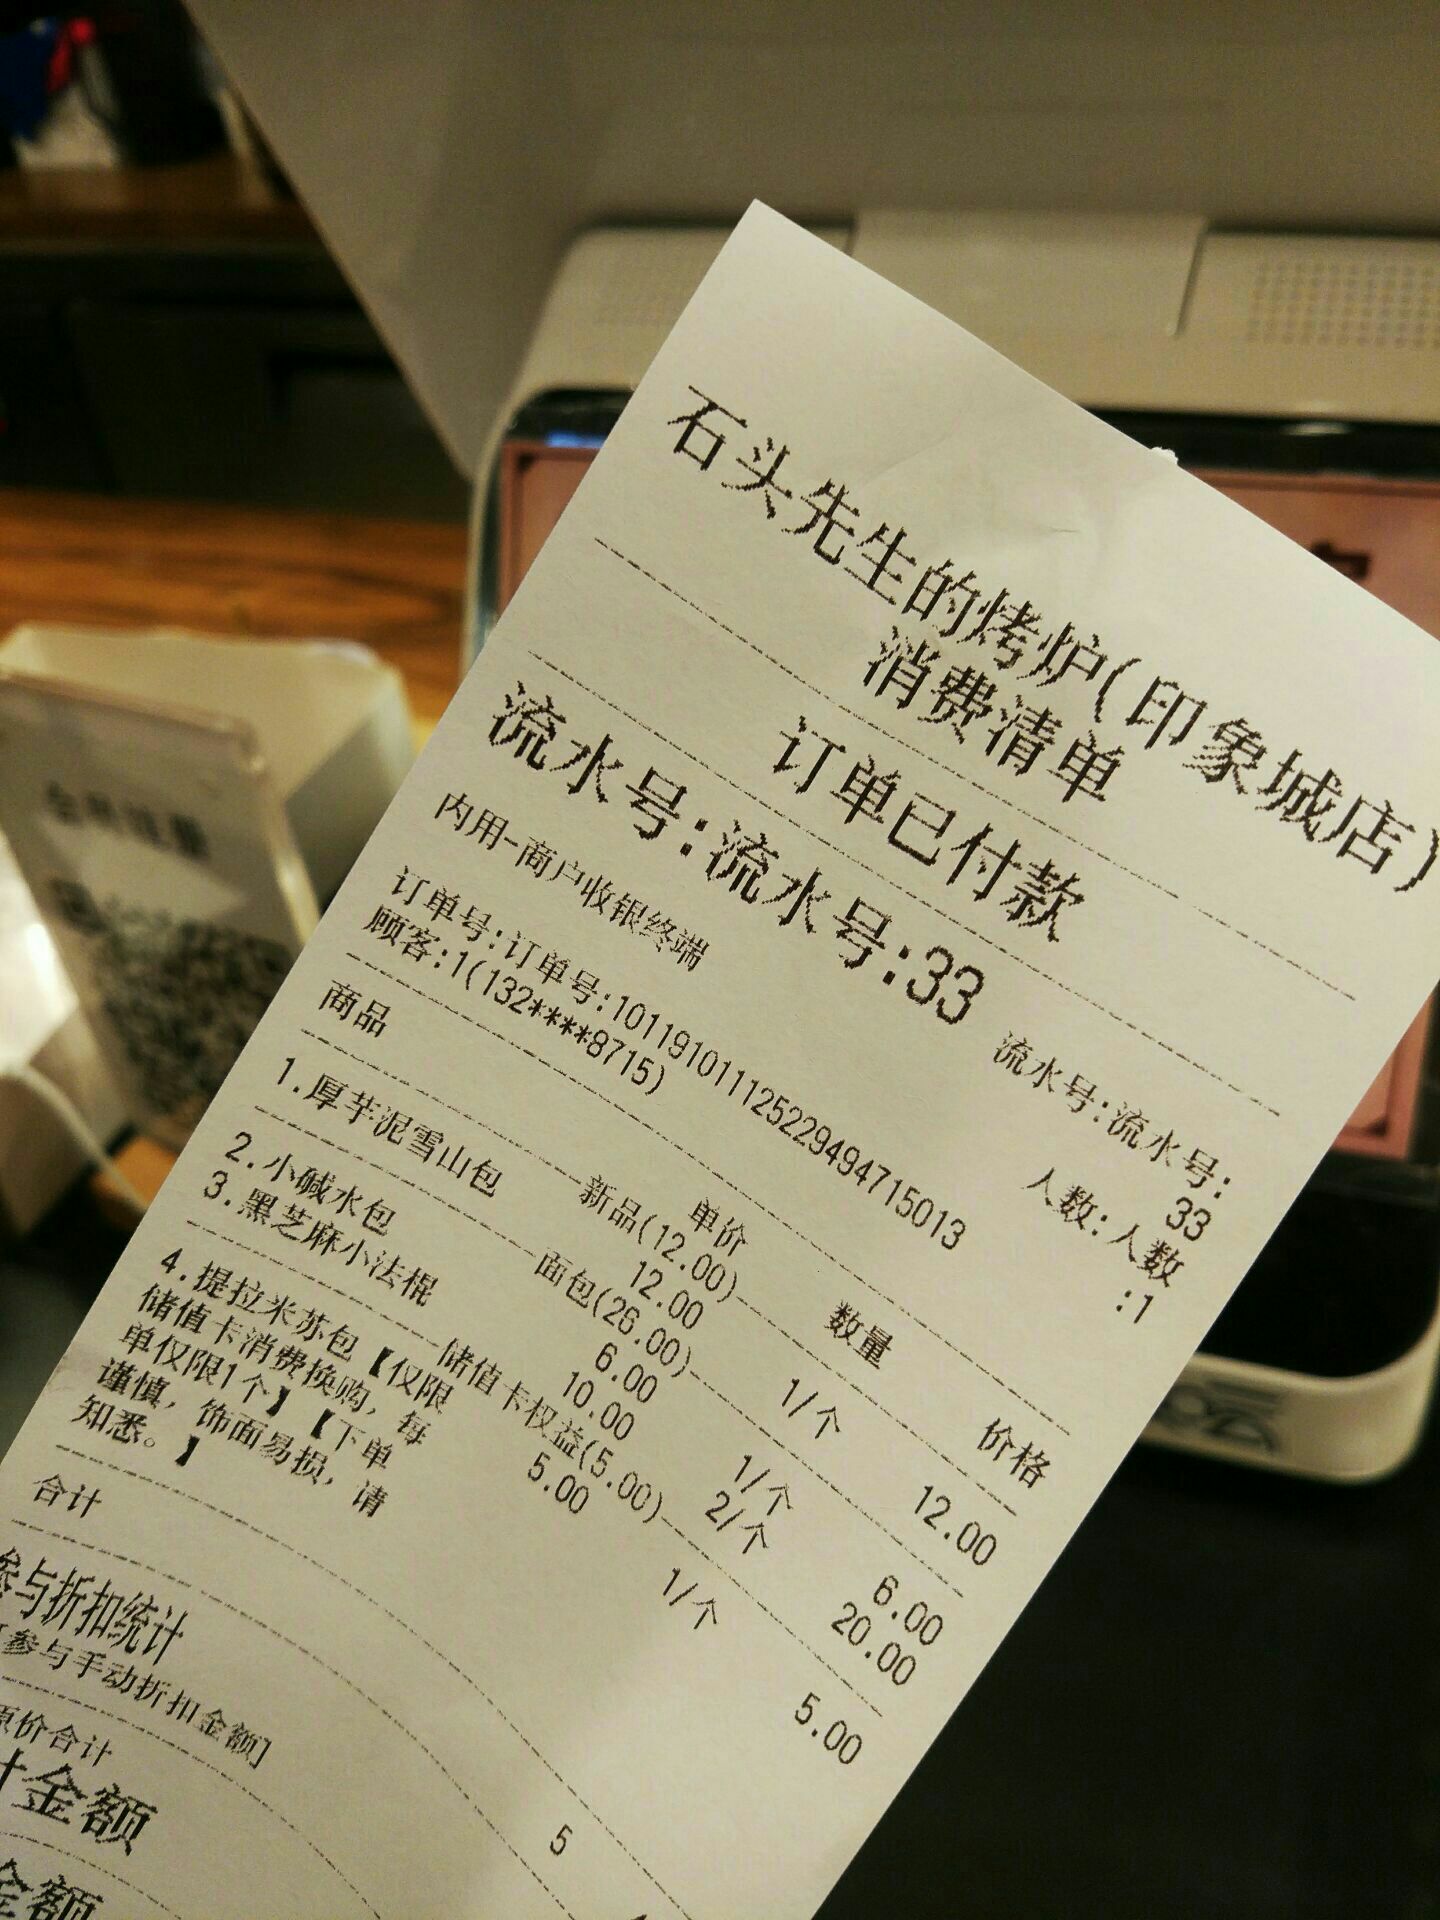 石头先生的烤炉(印象城店)
消费清单
订单已付款
流水号:流水号:33
内用-商户收银终端
流水号:流水号:
33
订单号:订单号:101191011125229494715013
顾客:1(132****8715)
人数:人数
:1
商品 单价 数量 价格
新品(12.00)
1.厚芋泥雪山包 12.00 1/个 12.00
面包(26.00)
2.小碱水包 6.00 1/个 6.00
3.黑芝麻小法棍 10.00 2/个 20.00
储值卡权益(5.00)
4.提拉米苏包【仅限 5.00 1/个 5.00
储值卡消费换购，每
单仅限1个】【下单
谨慎，饰面易损，请
知悉。】
合计 5
参与折扣统计
参与手动折扣金额]
原价合计
计金额
金额